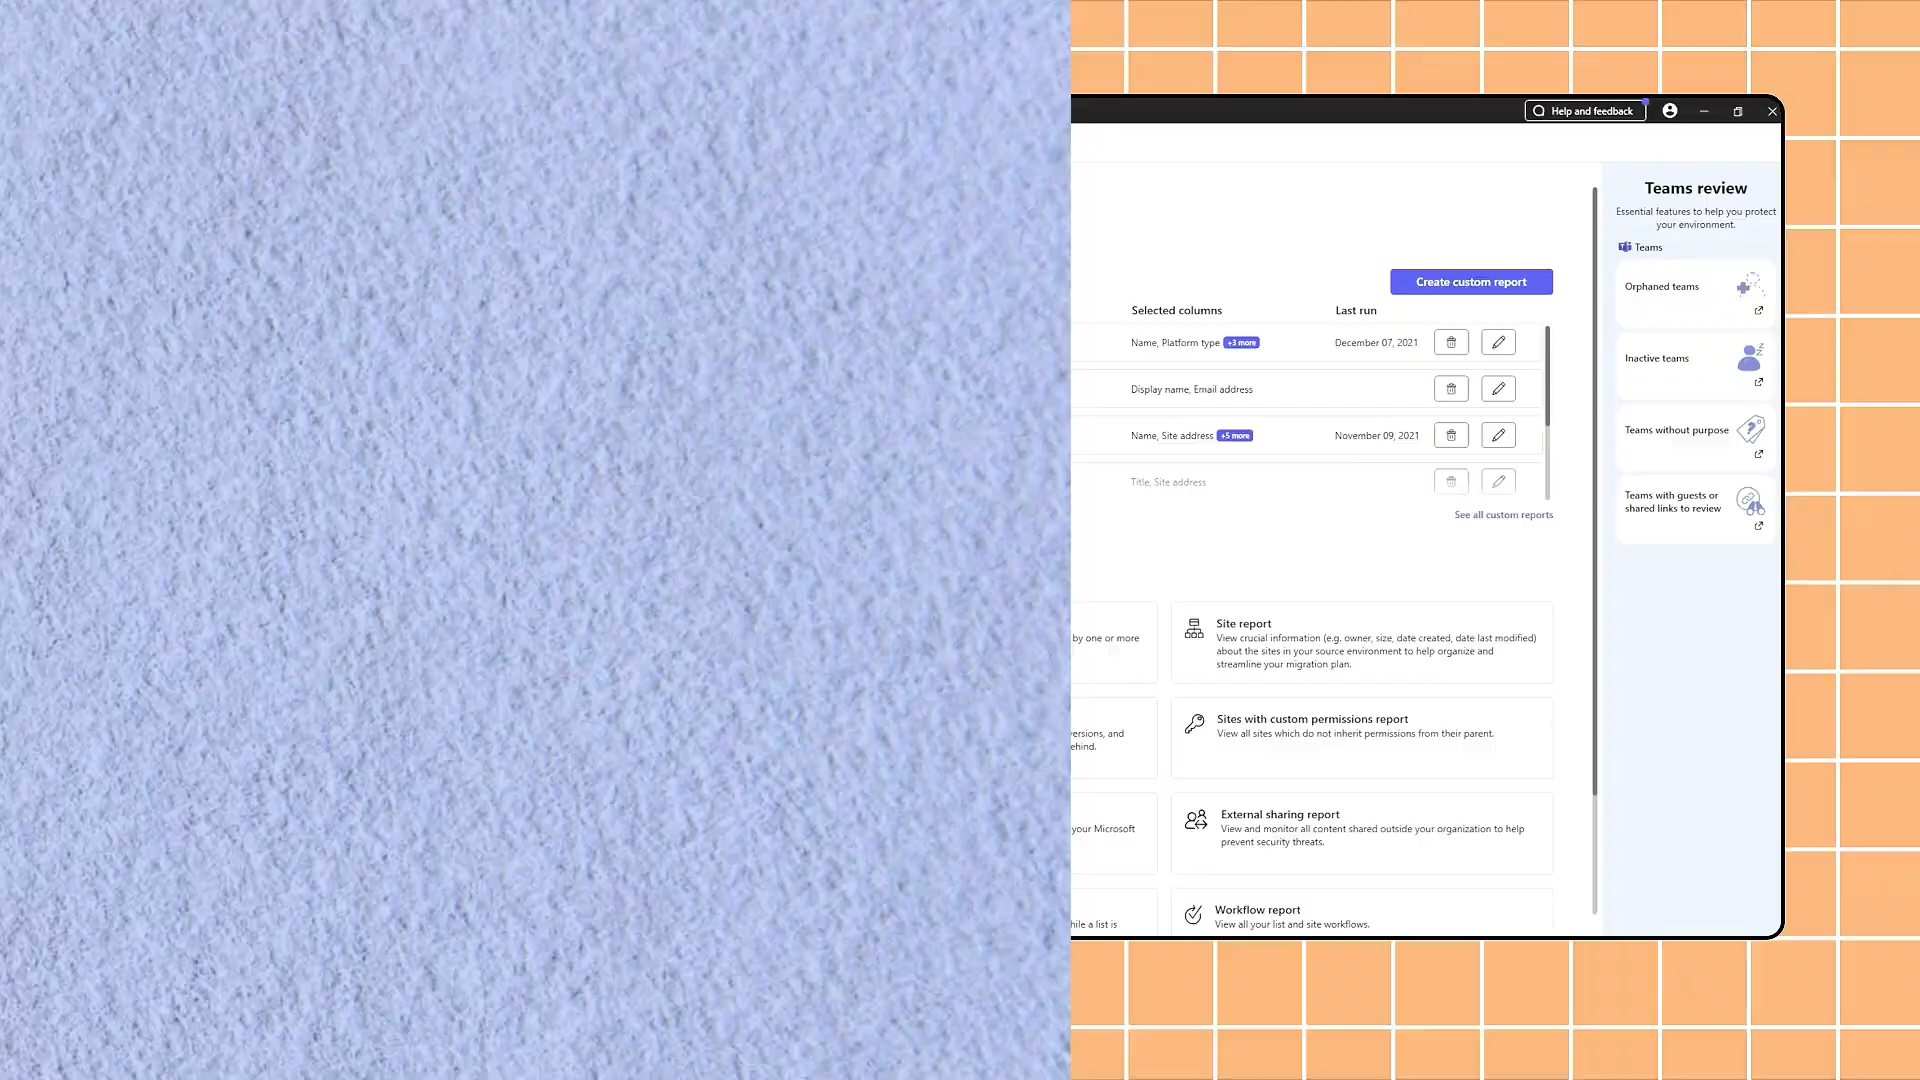 Help and feedback
Teams review
Essential features to help you protect
your environment.
Teams
Orphaned teams
Inactive teams
Teams without purpose
Teams with guests or
shared links to review
Create custom report
Selected columns Last run
Name, Platform type +3 more December 07, 2021
Display name, Email address
Name, Site address +5 more November 09, 2021
Title, Site address
See all custom reports
by one or more
Site report
View crucial information (e.g. owner, size, date created, date last modified)
about the sites in your source environment to help organize and
streamline your migration plan.
ersions, and
ehind.
Sites with custom permissions report
View all sites which do not inherit permissions from their parent.
your Microsoft
External sharing report
View and monitor all content shared outside your organization to help
prevent security threats.
hile a list is
Workflow report
View all your list and site workflows.